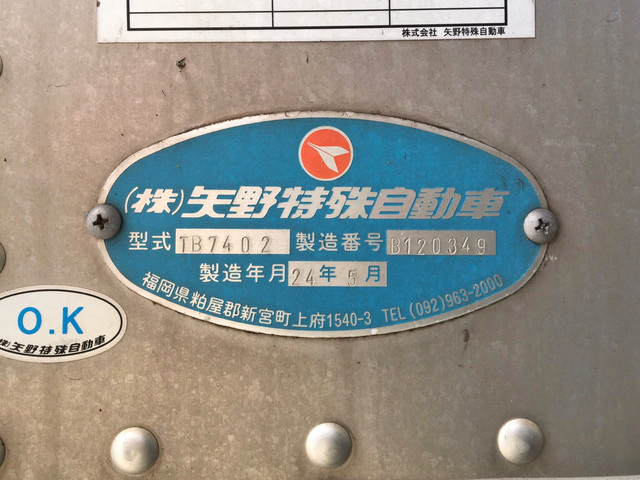 株式会社 矢野特殊自動車
(株)矢野特殊自動車
型式 TB7402 製造番号 B120349
製造年月 24年 5月
福岡県粕屋郡新宮町上府1540-3 TEL (092)963-2000
O.K
(株)矢野特殊自動車